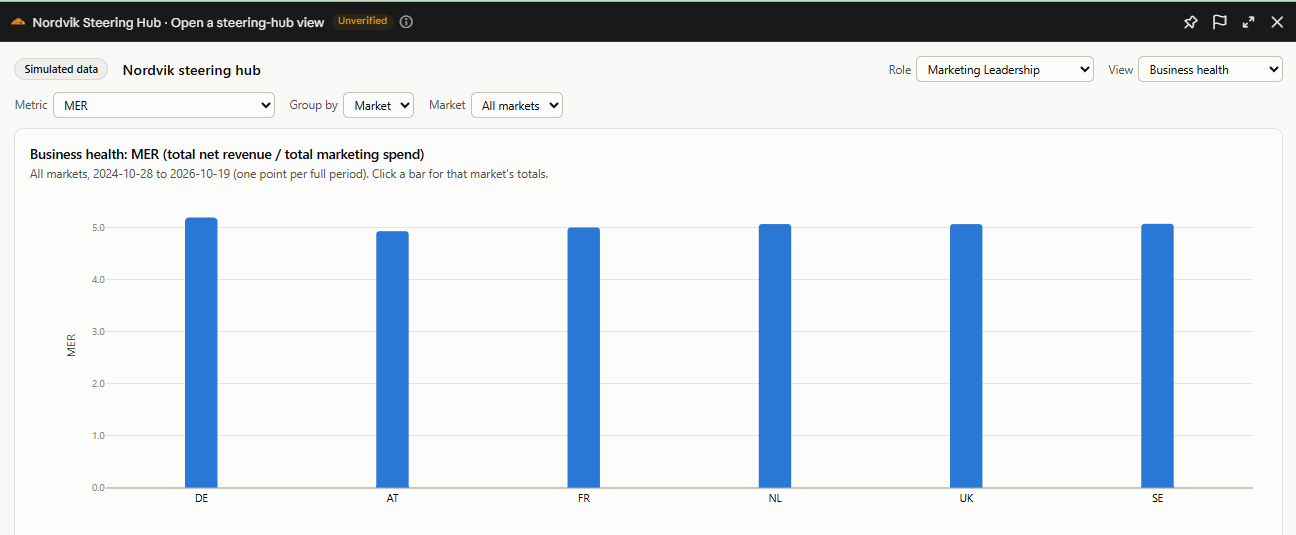 Nordvik Steering Hub · Open a steering-hub view Unverified
Simulated data Nordvik steering hub Role Marketing Leadership View Business health
Metric MER Group by Market Market All markets
Business health: MER (total net revenue / total marketing spend)
All markets, 2024-10-28 to 2026-10-19 (one point per full period). Click a bar for that market's totals.
5.0
4.0
3.0
2.0
1.0
0.0
MER
DE AT FR NL UK SE